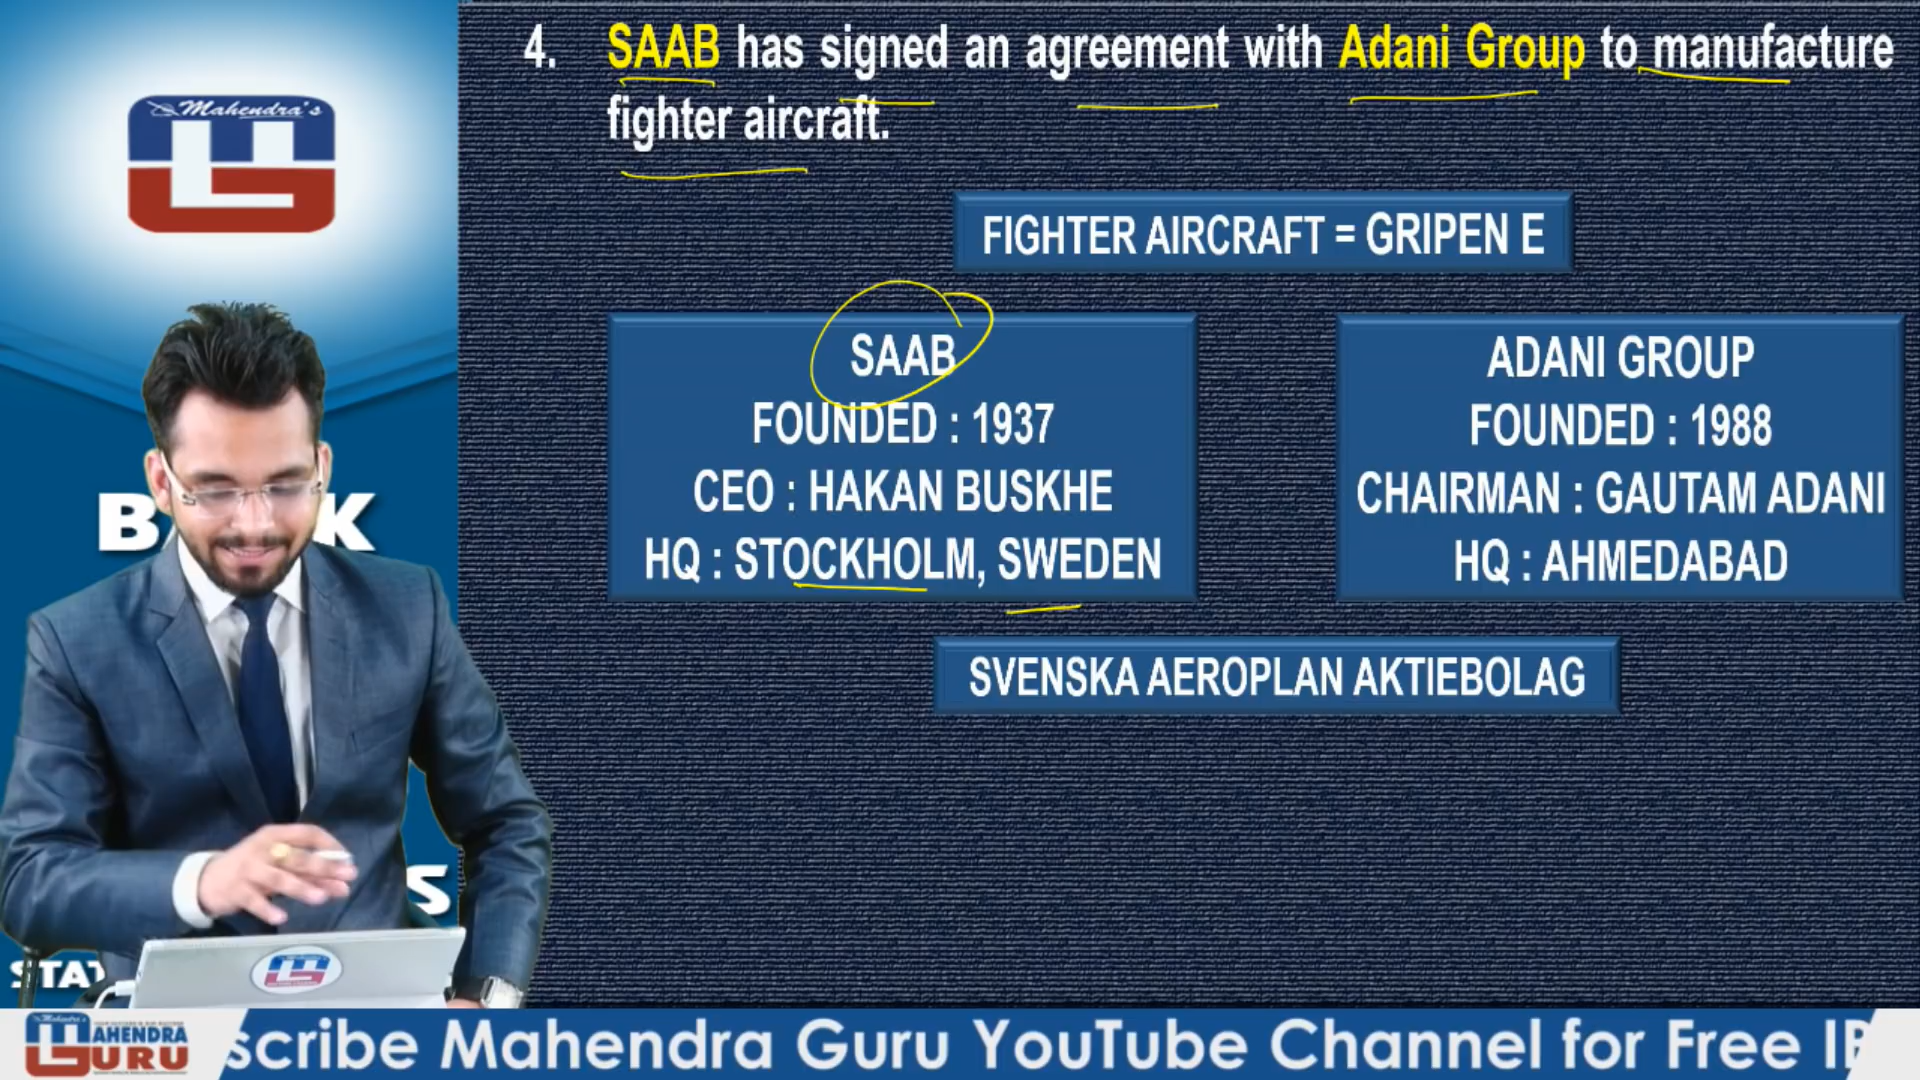 4. SAAB has signed an agreement with Adani Group to manufacture
fighter aircraft.
Mahendra's
FIGHTER AIRCRAFT = GRIPEN E
SAAB
FOUNDED : 1937
CEO : HAKAN BUSKHE
HQ : STOCKHOLM, SWEDEN
ADANI GROUP
FOUNDED : 1988
CHAIRMAN : GAUTAM ADANI
HQ : AHMEDABAD
SVENSKA AEROPLAN AKTIEBOLAG
MAHENDRA
GURU
scribe Mahendra Guru YouTube Channel for Free